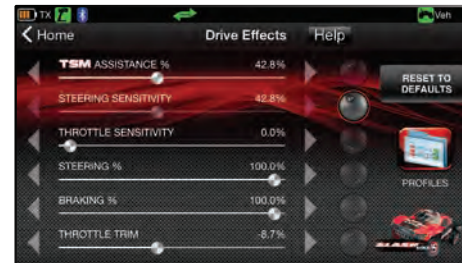 TX Veh
Home Drive Effects Help
TSM ASSISTANCE % 42.8%
RESET TO
DEFAULTS
STEERING SENSITIVITY 42.8%
THROTTLE SENSITIVITY 0.0%
STEERING % 100.0%
PROFILES
BRAKING % 100.0%
THROTTLE TRIM -8.7%
SLASH